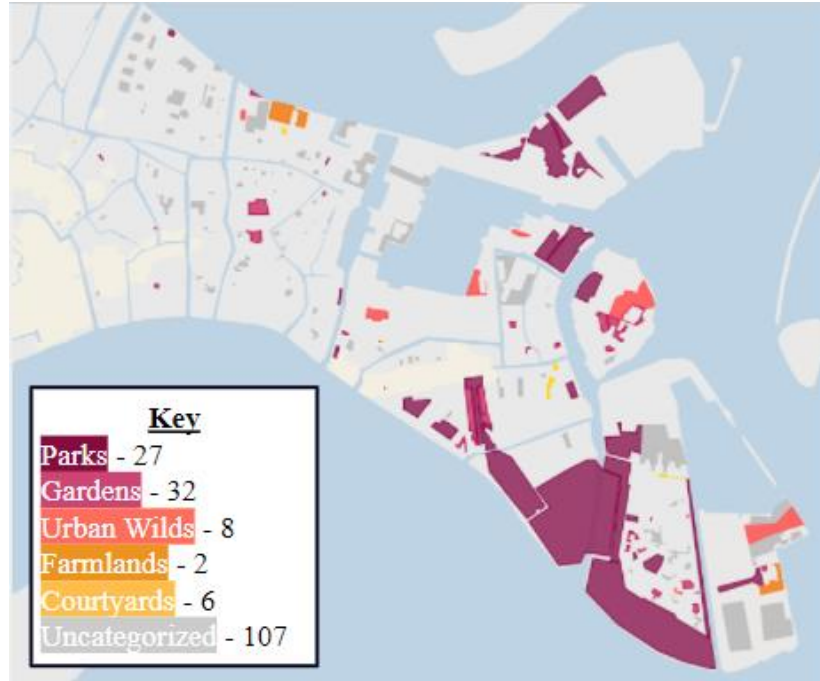 Key
Parks - 27
Gardens - 32
Urban Wilds - 8
Farmlands - 2
Courtyards - 6
Uncategorized - 107